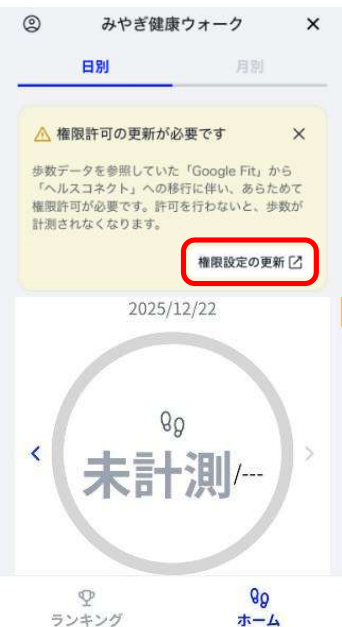 みやぎ健康ウォーク
日別 月別
権限許可の更新が必要です
歩数データを参照していた「Google Fit」から
「ヘルスコネクト」への移行に伴い、あらためて
権限許可が必要です。許可を行わないと、歩数が
計測されなくなります。
権限設定の更新
2025/12/22
未計測/---
ランキング ホーム